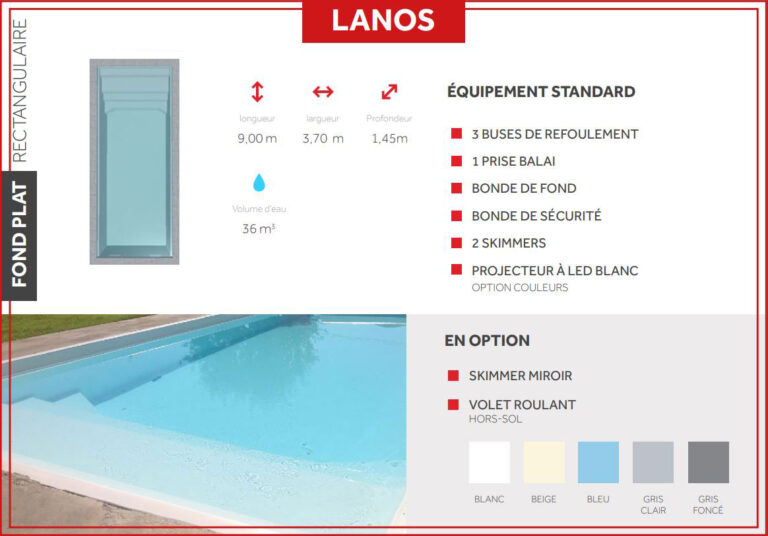 LANOS
RECTANGULAIRE
FOND PLAT
longueur
9,00 m
largueur
3,70 m
Profondeur
1,45m
Volume d'eau
36 m³
ÉQUIPEMENT STANDARD
3 BUSES DE REFOULEMENT
1 PRISE BALAI
BONDE DE FOND
BONDE DE SÉCURITÉ
2 SKIMMERS
PROJECTEUR À LED BLANC
OPTION COULEURS
EN OPTION
SKIMMER MIROIR
VOLET ROULANT
HORS-SOL
BLANC
BEIGE
BLEU
GRIS
CLAIR
GRIS
FONCÉ